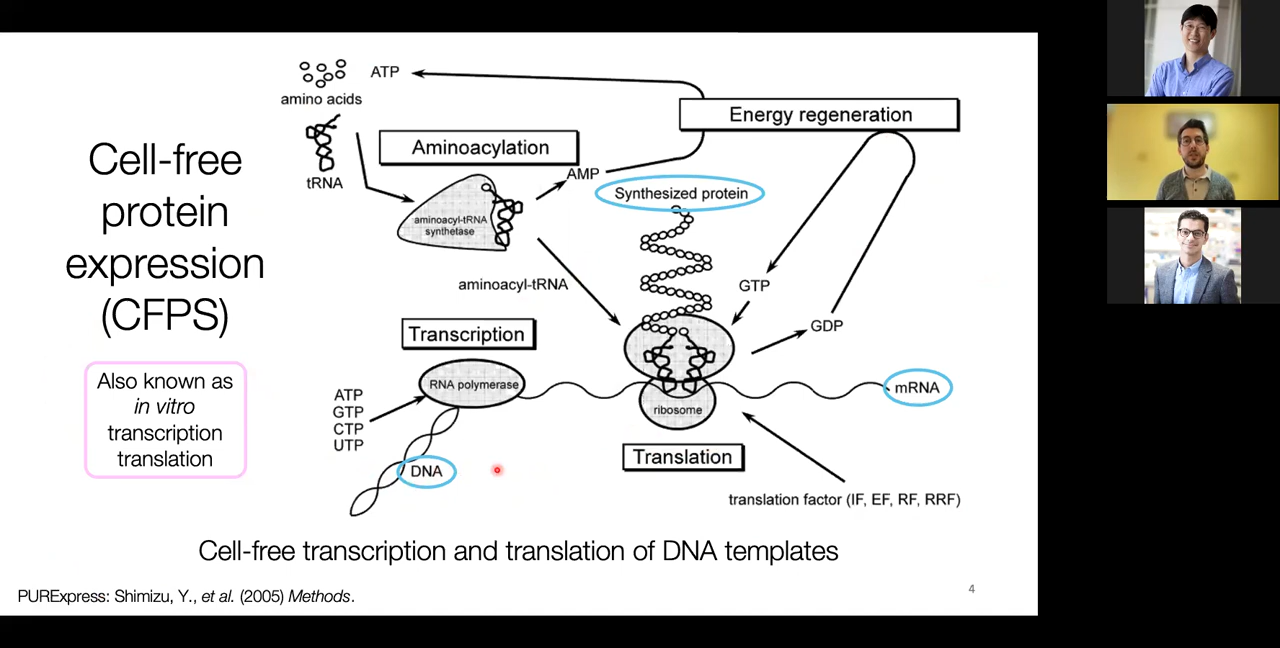 Cell-free
protein
expression
(CFPS)
Also known as
in vitro
transcription
translation
amino acids
ATP
tRNA
Aminoacylation
aminoacyl-tRNA
synthetase
AMP
Energy regeneration
Synthesized protein
aminoacyl-tRNA
GTP
GDP
Transcription
RNA polymerase
ATP
GTP
CTP
UTP
DNA
ribosome
mRNA
Translation
translation factor (IF, EF, RF, RRF)
Cell-free transcription and translation of DNA templates
PURExpress: Shimizu, Y., et al. (2005) Methods.
4